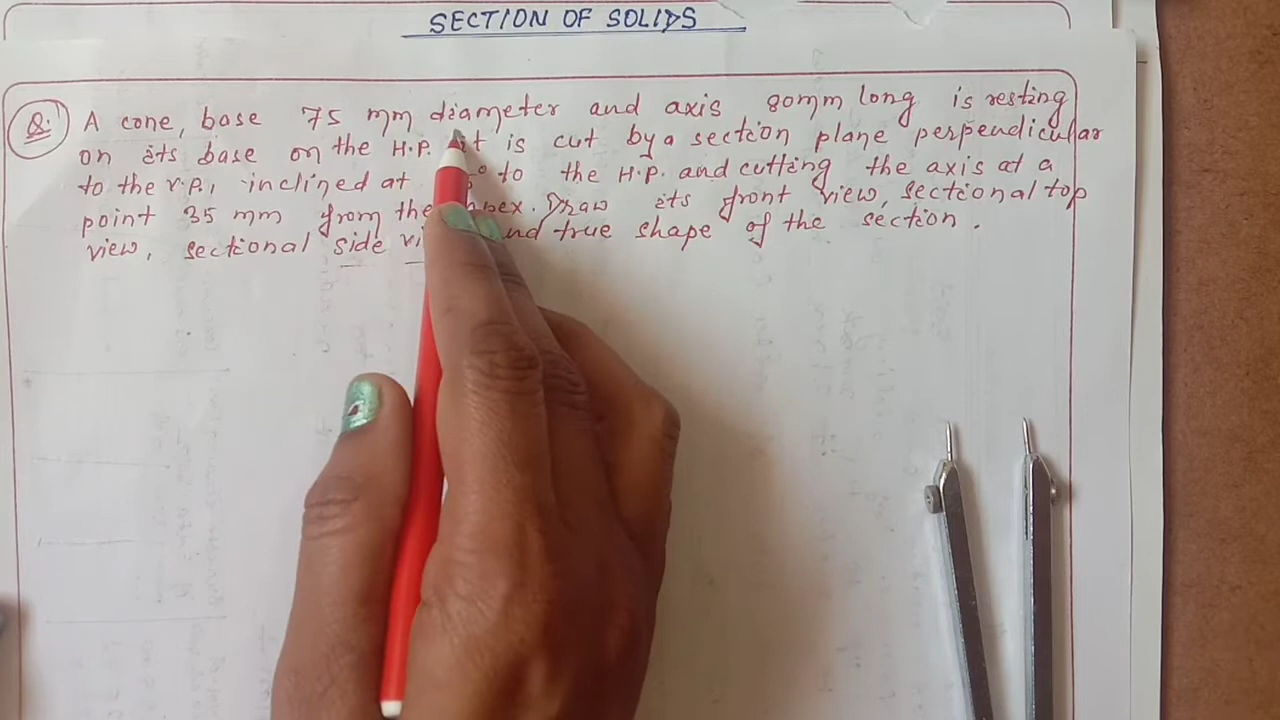 SECTION OF SOLIDS
Q. A cone, base 75 mm diameter and axis 80mm long is resting
on its base on the H.P. It is cut by a section plane perpendicular
to the V.P., inclined at to the H.P. and cutting the axis at a
point 35 mm from the apex. Draw its front view, sectional top
view, sectional side and true shape of the section.